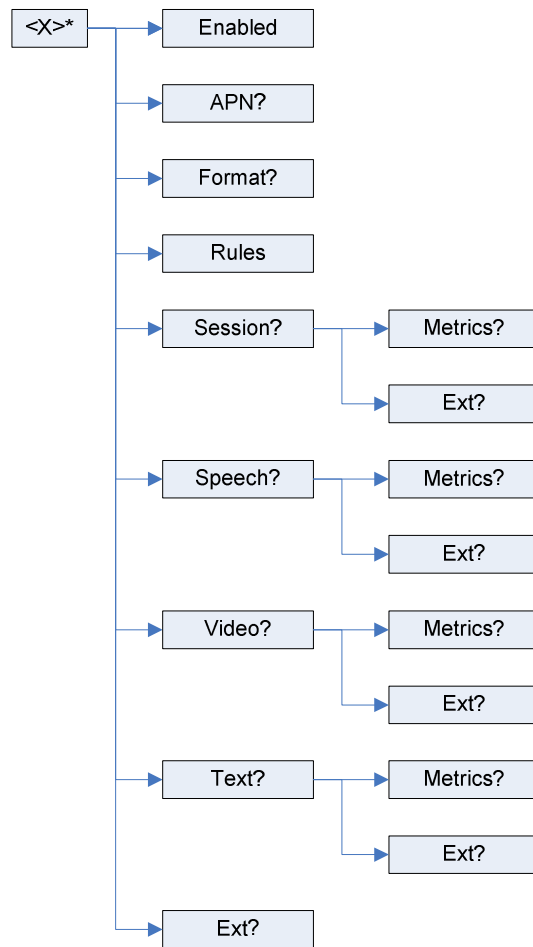 <X>*
Enabled
APN?
Format?
Rules
Session?
Metrics?
Ext?
Speech?
Metrics?
Ext?
Video?
Metrics?
Ext?
Text?
Metrics?
Ext?
Ext?